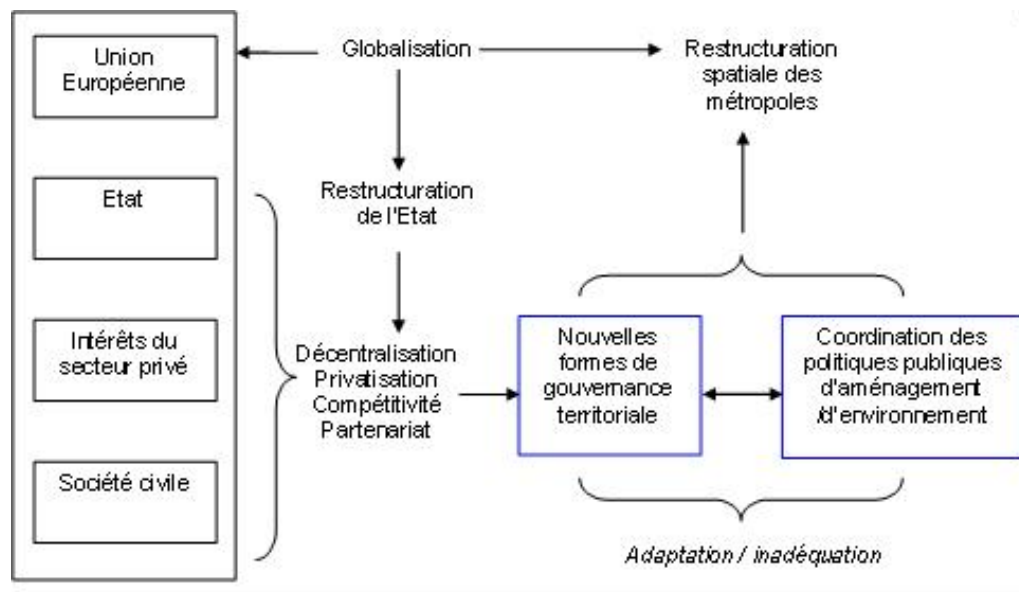 Union
Européenne
Etat
Intérêts du
secteur privé
Société civile
Globalisation
Restructuration
de l'Etat
Décentralisation
Privatisation
Compétitivité
Partenariat
Restructuration
spatiale des
métropoles
Nouvelles
formes de
gouvernance
territoriale
Coordination des
politiques publiques
d'aménagement
/d'environnement
Adaptation / inadéquation